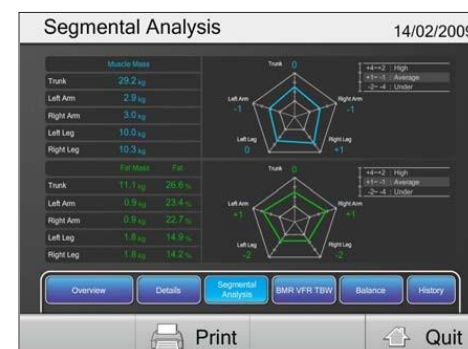 Segmental Analysis
14/02/2009
Muscle Mass
Trunk 29.2 kg
Left Arm 2.9 kg
Right Arm 3.0 kg
Left Leg 10.0 kg
Right Leg 10.3 kg
Trunk 0
Left Arm -1
Right Arm -1
Left Leg 0
Right Leg +1
+4~+2 : High
+1~-1 : Average
-2~-4 : Under
Fat Mass Fat
Trunk 11.1 kg 26.6 %
Left Arm 0.9 kg 23.4 %
Right Arm 0.9 kg 22.7 %
Left Leg 1.8 kg 14.9 %
Right Leg 1.8 kg 14.2 %
Trunk 0
Left Arm +1
Right Arm +1
Left Leg -2
Right Leg -2
+4~+2 : High
+1~-1 : Average
-2~-4 : Under
Overview
Details
Segmental
Analysis
BMR VFR TBW
Balance
History
Print
Quit